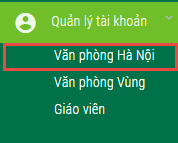 Quản lý tài khoản
Văn phòng Hà Nội
Văn phòng Vùng
Giáo viên